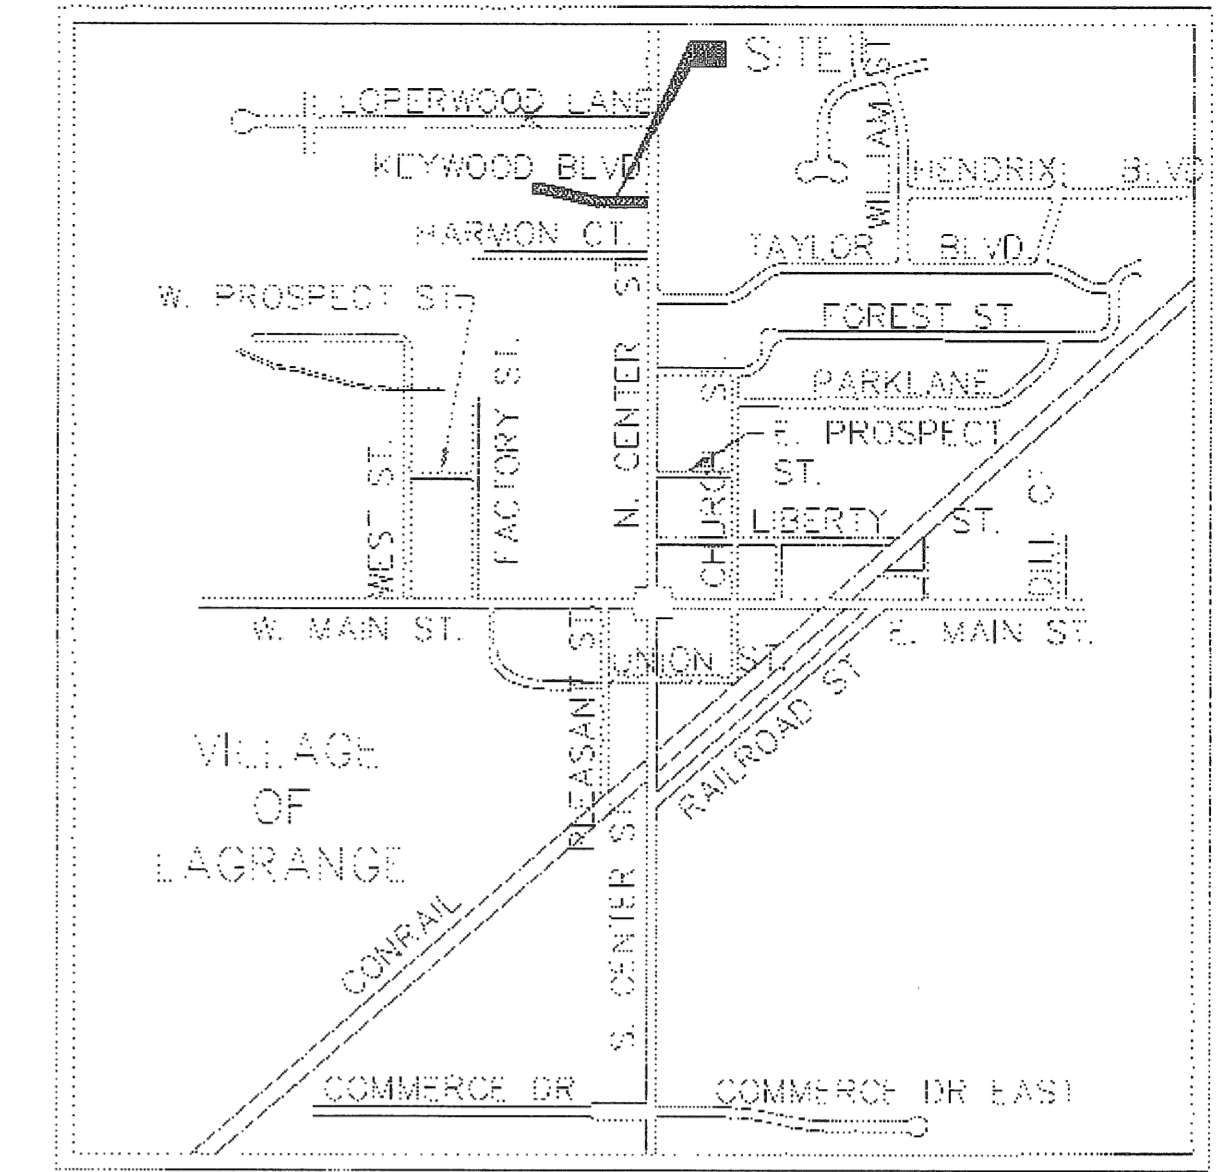 SITE
LOPERWOOD LANE
KEYWOOD BLVD.
HARMON CT.
WILLIAM ST
HENDRIX BLVD
TAYLOR BLVD.
W. PROSPECT ST.
FOREST ST.
PARKLANE
E. PROSPECT
ST.
N. CENTER ST.
FACTORY ST.
WEST ST.
CHURCH ST.
LIBERTY ST.
W. MAIN ST.
E. MAIN ST.
UNION ST.
PLEASANT ST.
RAILROAD ST.
VILLAGE
OF
LAGRANGE
CONRAIL
S. CENTER ST.
COMMERCE DR
COMMERCE DR EAST